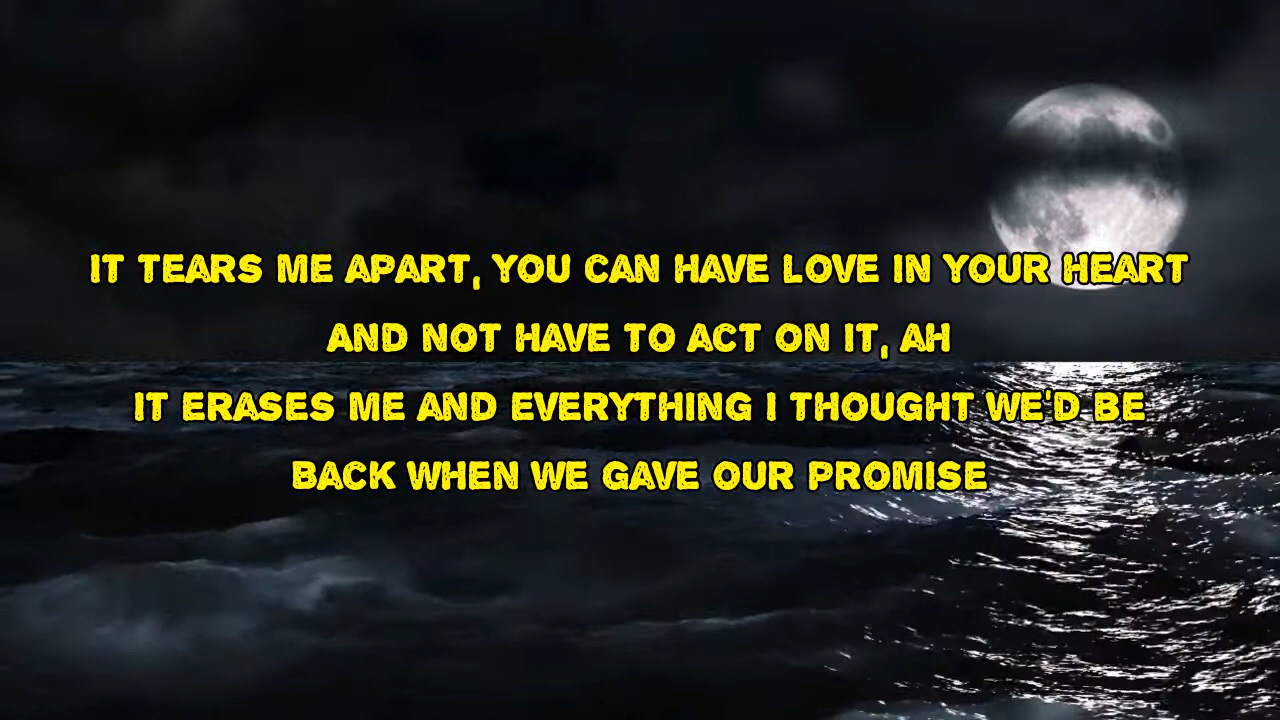 IT TEARS ME APART, YOU CAN HAVE LOVE IN YOUR HEART
AND NOT HAVE TO ACT ON IT, AH
IT ERASES ME AND EVERYTHING I THOUGHT WE'D BE
BACK WHEN WE GAVE OUR PROMISE